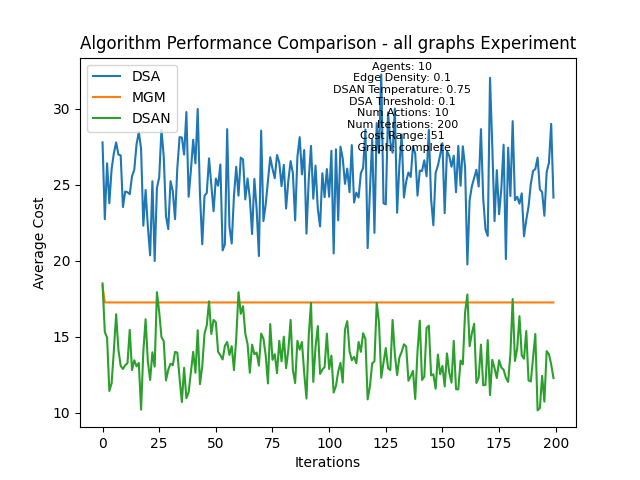 Algorithm Performance Comparison - all graphs Experiment
DSA
MGM
DSAN
Agents: 10
Edge Density: 0.1
DSAN Temperature: 0.75
DSA Threshold: 0.1
Num Actions: 10
Num Iterations: 200
Cost Range: 51
Graph: complete
Average Cost
30
25
20
15
10
0
25
50
75
100
125
150
175
200
Iterations